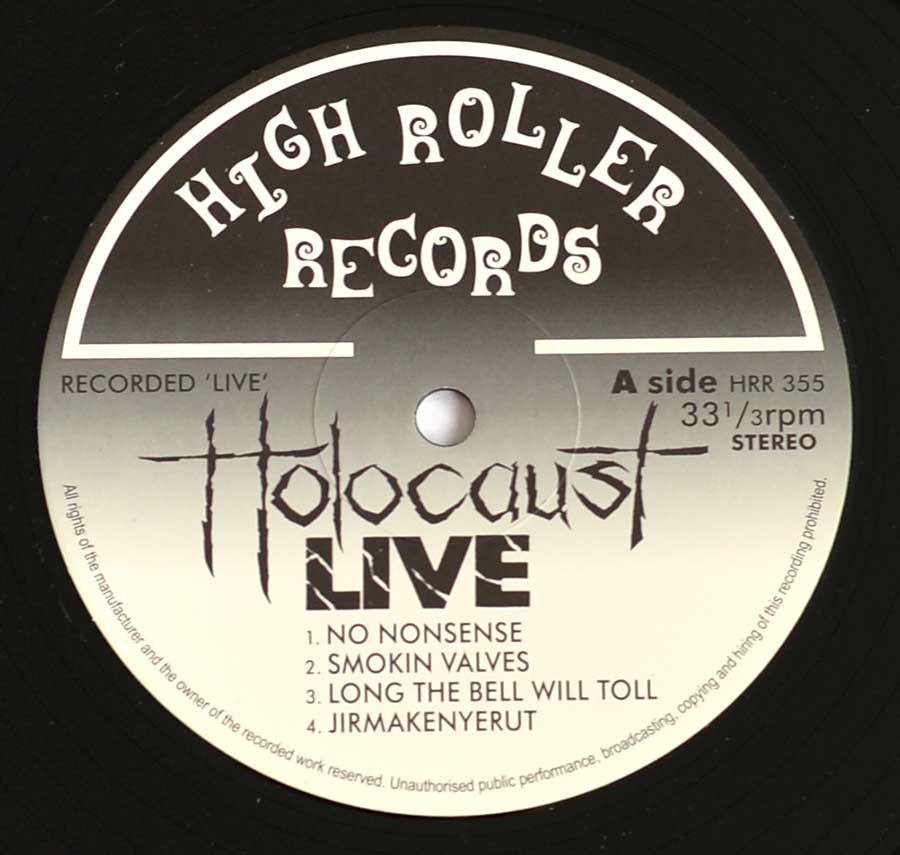 HIGH ROLLER
RECORDS
RECORDED 'LIVE'
A side HRR 355
33 1/3rpm
STEREO
Holocaust
LIVE
1. NO NONSENSE
2. SMOKIN VALVES
3. LONG THE BELL WILL TOLL
4. JIRMAKENYERUT
All rights of the manufacturer and the owner of the recorded work reserved. Unauthorised public performance, broadcasting, copying and hiring of this recording prohibited.